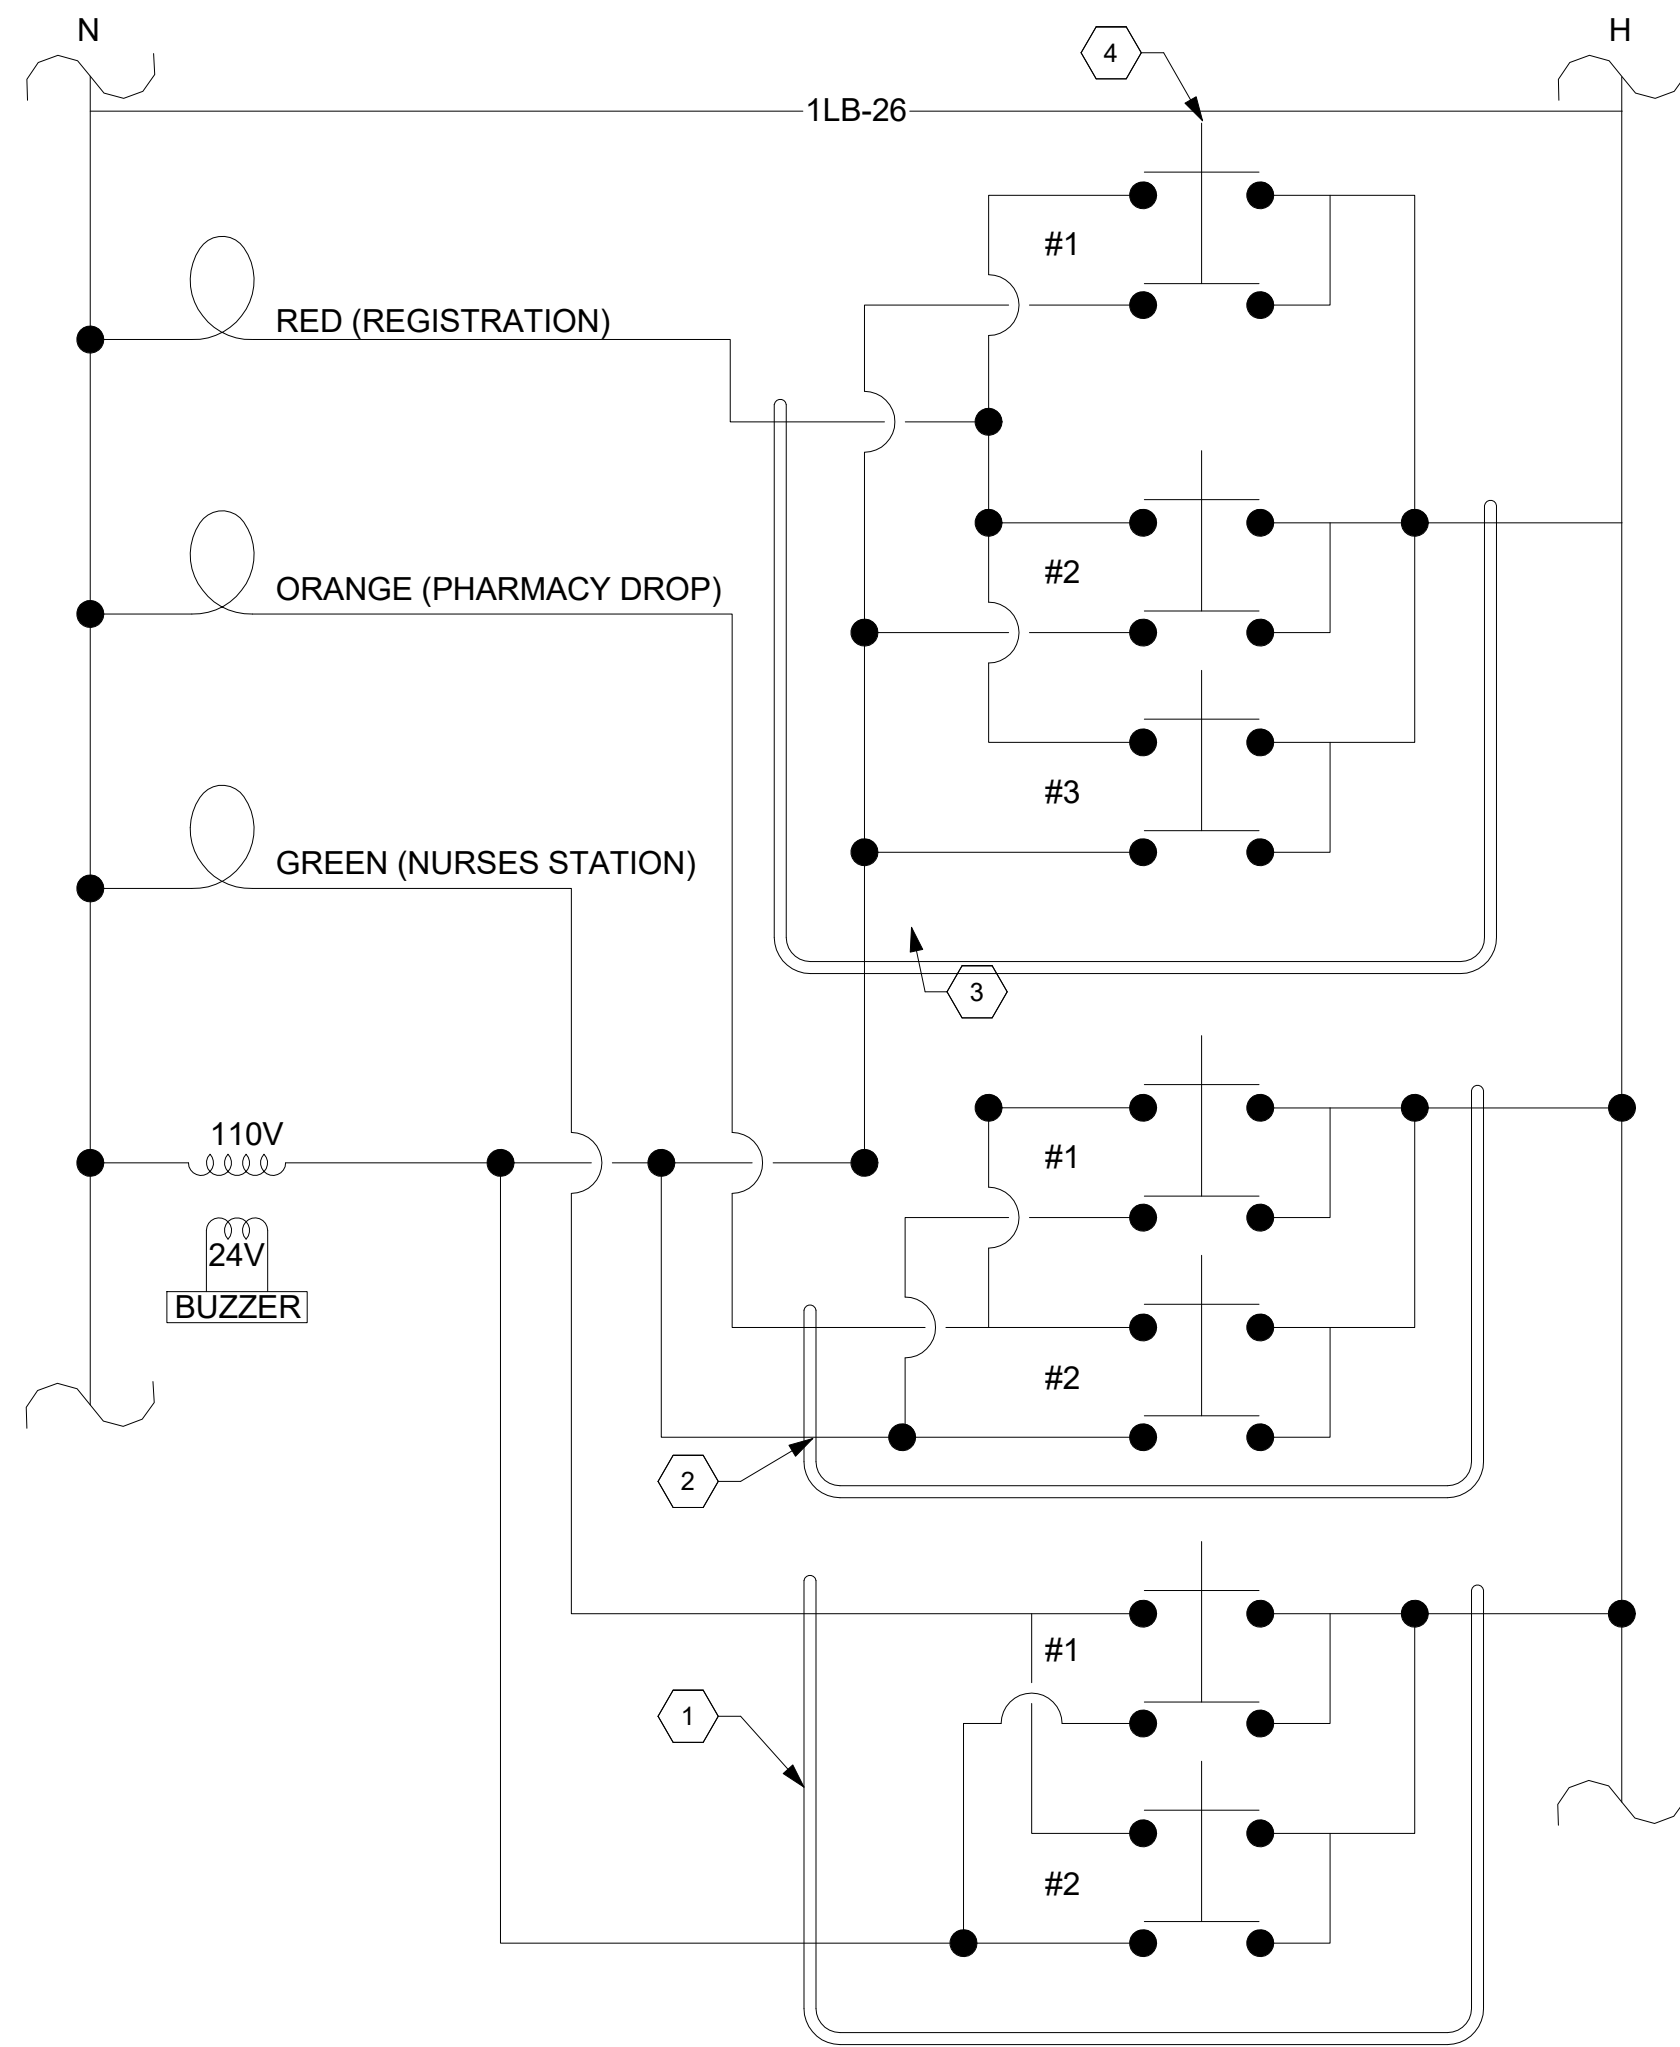 N
H
4
1LB-26
#1
RED (REGISTRATION)
#2
ORANGE (PHARMACY DROP)
#3
GREEN (NURSES STATION)
3
110V
#1
24V
BUZZER
#2
2
#1
1
#2